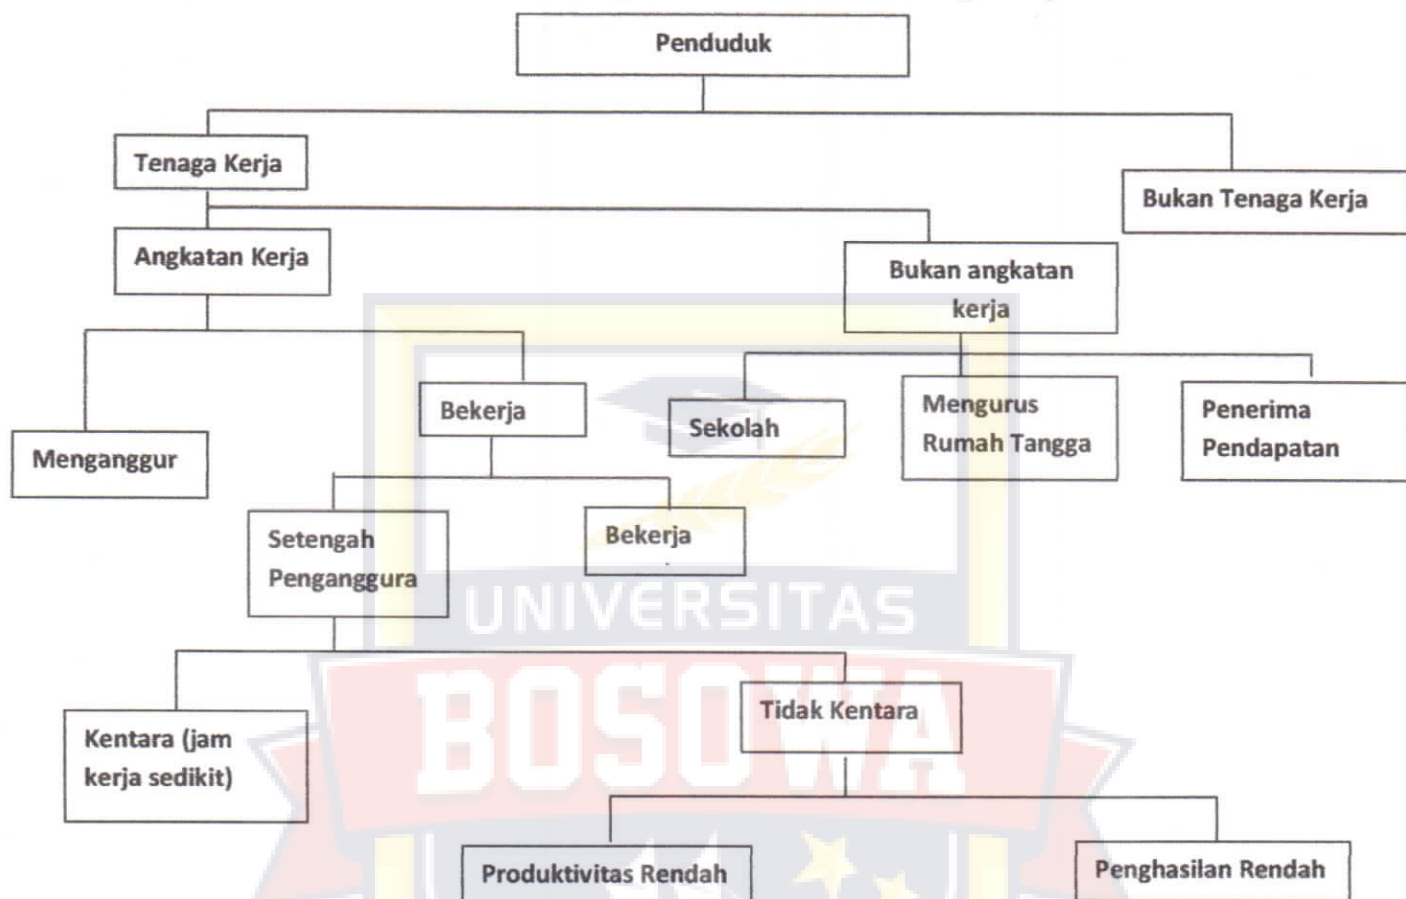 Penduduk
Tenaga Kerja
Bukan Tenaga Kerja
Angkatan Kerja
Bukan angkatan
kerja
Menganggur
Bekerja
Sekolah
Mengurus
Rumah Tangga
Penerima
Pendapatan
Setengah
Penganggura
Bekerja
UNIVERSITAS
BOSOWA
Kentara (jam
kerja sedikit)
Tidak Kentara
Produktivitas Rendah
Penghasilan Rendah